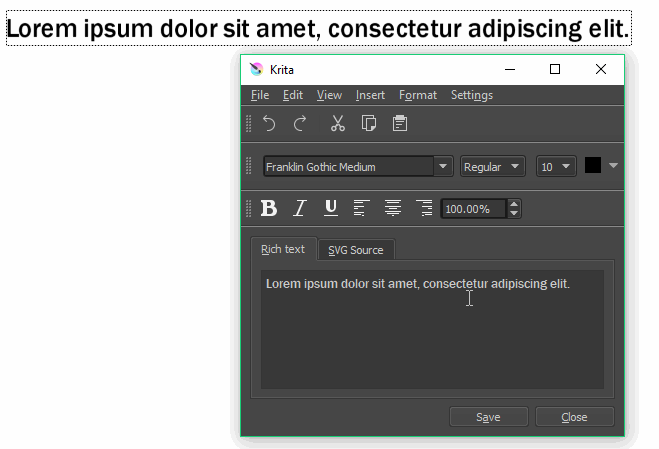 Lorem ipsum dolor sit amet, consectetur adipiscing elit.
Krita
File Edit View Insert Format Settings
Franklin Gothic Medium Regular 10
B I U 100.00%
Rich text SVG Source
Lorem ipsum dolor sit amet, consectetur adipiscing elit.
Save Close